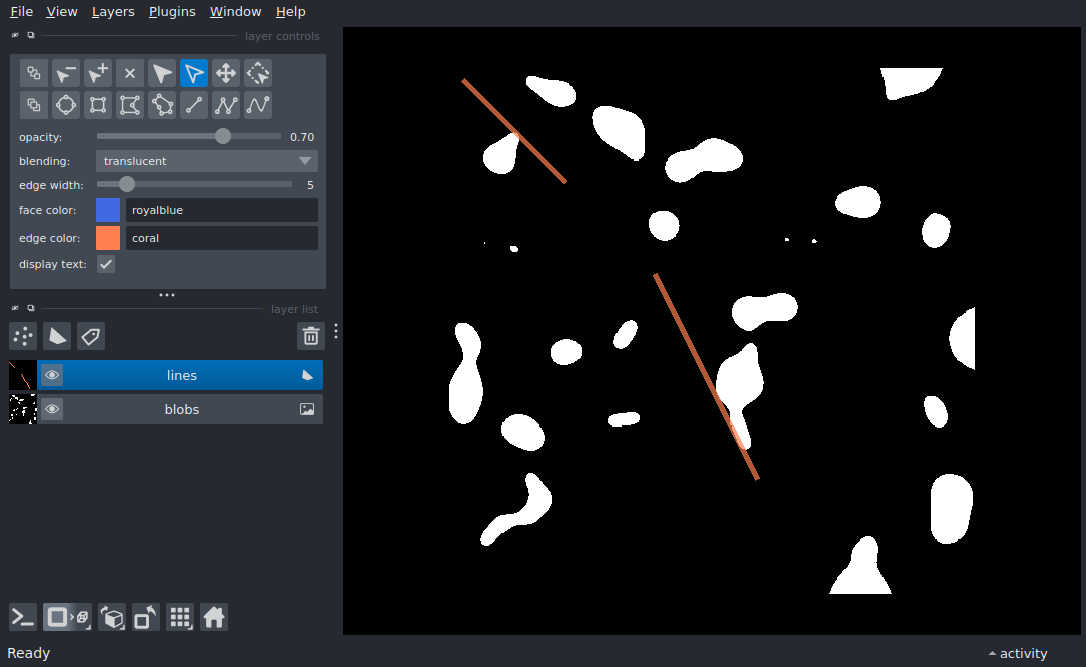 File View Layers Plugins Window Help
layer controls
opacity: 0.70
blending: translucent
edge width: 5
face color: royalblue
edge color: coral
display text:
layer list
lines
blobs
Ready
activity